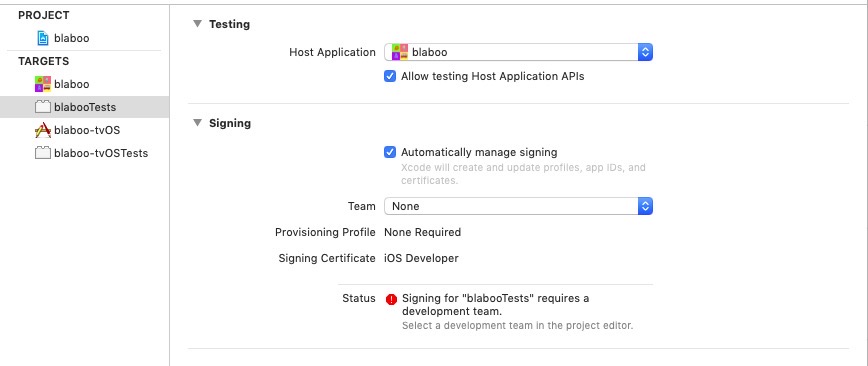 PROJECT
blaboo
TARGETS
blaboo
blabooTests
blaboo-tvOS
blaboo-tvOSTests
Testing
Host Application blaboo
Allow testing Host Application APIs
Signing
Automatically manage signing
Xcode will create and update profiles, app IDs, and
certificates.
Team None
Provisioning Profile None Required
Signing Certificate iOS Developer
Status Signing for "blabooTests" requires a
development team.
Select a development team in the project editor.